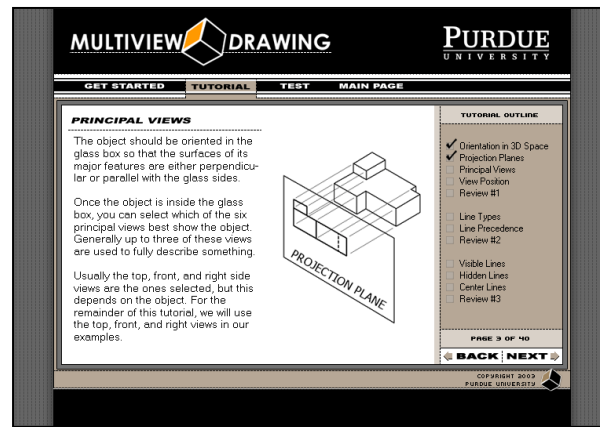 MULTIVIEW DRAWING
PURDUE
UNIVERSITY
GET STARTED TUTORIAL TEST MAIN PAGE
PRINCIPAL VIEWS
The object should be oriented in the
glass box so that the surfaces of its
major features are either perpendicu-
lar or parallel with the glass sides.
Once the object is inside the glass
box, you can select which of the six
principal views best show the object.
Generally up to three of these views
are used to fully describe something.
Usually the top, front, and right side
views are the ones selected, but this
depends on the object. For the
remainder of this tutorial, we will use
the top, front, and right views in our
examples.
PROJECTION PLANE
TUTORIAL OUTLINE
Orientation in 3D Space
Projection Planes
Principal Views
View Position
Review #1
Line Types
Line Precedence
Review #2
Visible Lines
Hidden Lines
Center Lines
Review #3
PAGE 3 OF 40
BACK NEXT
COPYRIGHT 2003
PURDUE UNIVERSITY